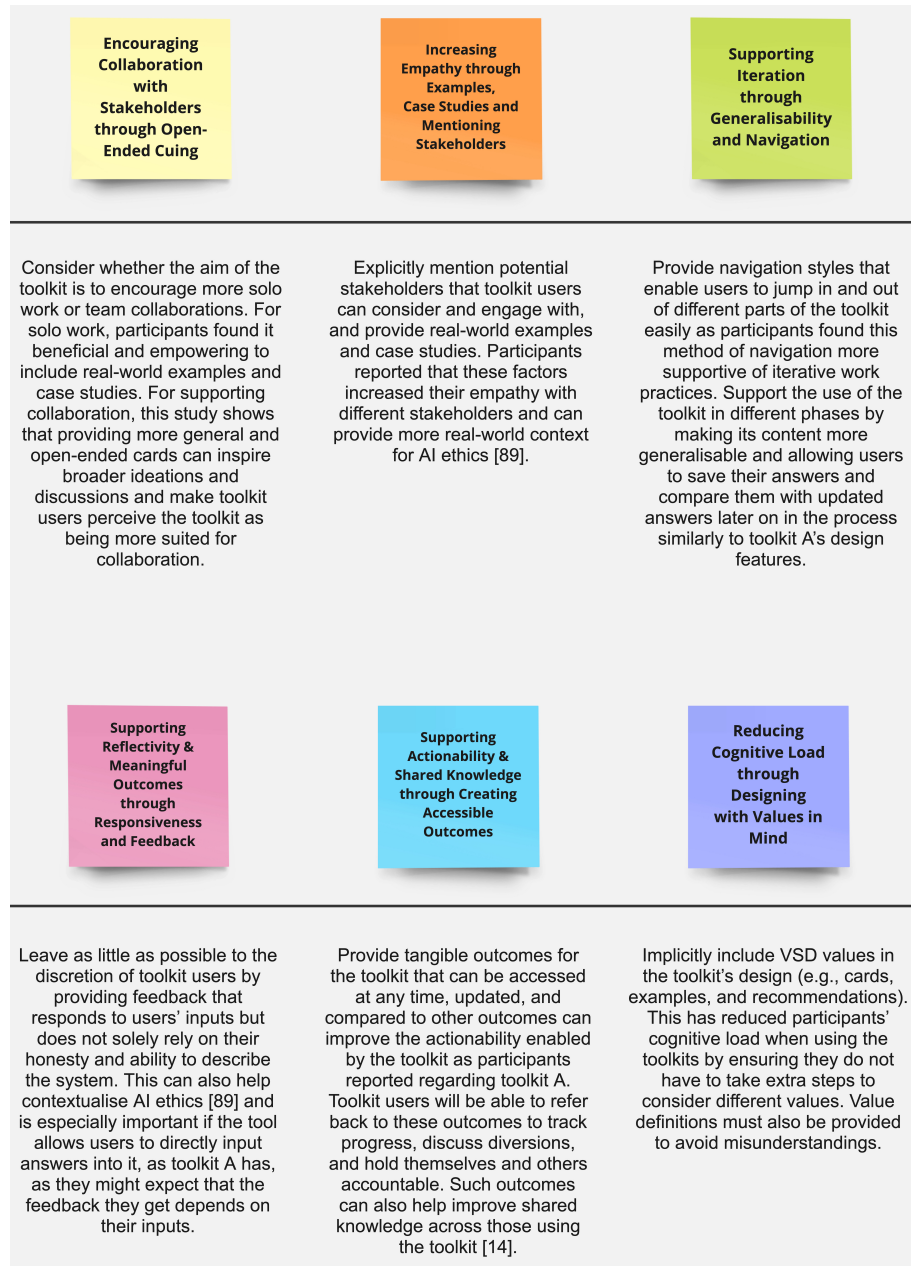 Encouraging
Collaboration
with
Stakeholders
through Open-
Ended Cuing
Increasing
Empathy through
Examples,
Case Studies and
Mentioning
Stakeholders
Supporting
Iteration
through
Generalisability
and Navigation
Consider whether the aim of the
toolkit is to encourage more solo
work or team collaborations. For
solo work, participants found it
beneficial and empowering to
include real-world examples and
case studies. For supporting
collaboration, this study shows
that providing more general and
open-ended cards can inspire
broader ideations and
discussions and make toolkit
users perceive the toolkit as
being more suited for
collaboration.
Explicitly mention potential
stakeholders that toolkit users
can consider and engage with,
and provide real-world examples
and case studies. Participants
reported that these factors
increased their empathy with
different stakeholders and can
provide more real-world context
for AI ethics [89].
Provide navigation styles that
enable users to jump in and out
of different parts of the toolkit
easily as participants found this
method of navigation more
supportive of iterative work
practices. Support the use of the
toolkit in different phases by
making its content more
generalisable and allowing users
to save their answers and
compare them with updated
answers later on in the process
similarly to toolkit A's design
features.
Supporting
Reflectivity &
Meaningful
Outcomes
through
Responsiveness
and Feedback
Supporting
Actionability &
Shared Knowledge
through Creating
Accessible
Outcomes
Reducing
Cognitive Load
through
Designing
with Values in
Mind
Leave as little as possible to the
discretion of toolkit users by
providing feedback that
responds to users' inputs but
does not solely rely on their
honesty and ability to describe
the system. This can also help
contextualise AI ethics [89] and
is especially important if the tool
allows users to directly input
answers into it, as toolkit A has,
as they might expect that the
feedback they get depends on
their inputs.
Provide tangible outcomes for
the toolkit that can be accessed
at any time, updated, and
compared to other outcomes can
improve the actionability enabled
by the toolkit as participants
reported regarding toolkit A.
Toolkit users will be able to refer
back to these outcomes to track
progress, discuss diversions,
and hold themselves and others
accountable. Such outcomes
can also help improve shared
knowledge across those using
the toolkit [14].
Implicitly include VSD values in
the toolkit's design (e.g., cards,
examples, and recommendations).
This has reduced participants'
cognitive load when using the
toolkits by ensuring they do not
have to take extra steps to
consider different values. Value
definitions must also be provided
to avoid misunderstandings.